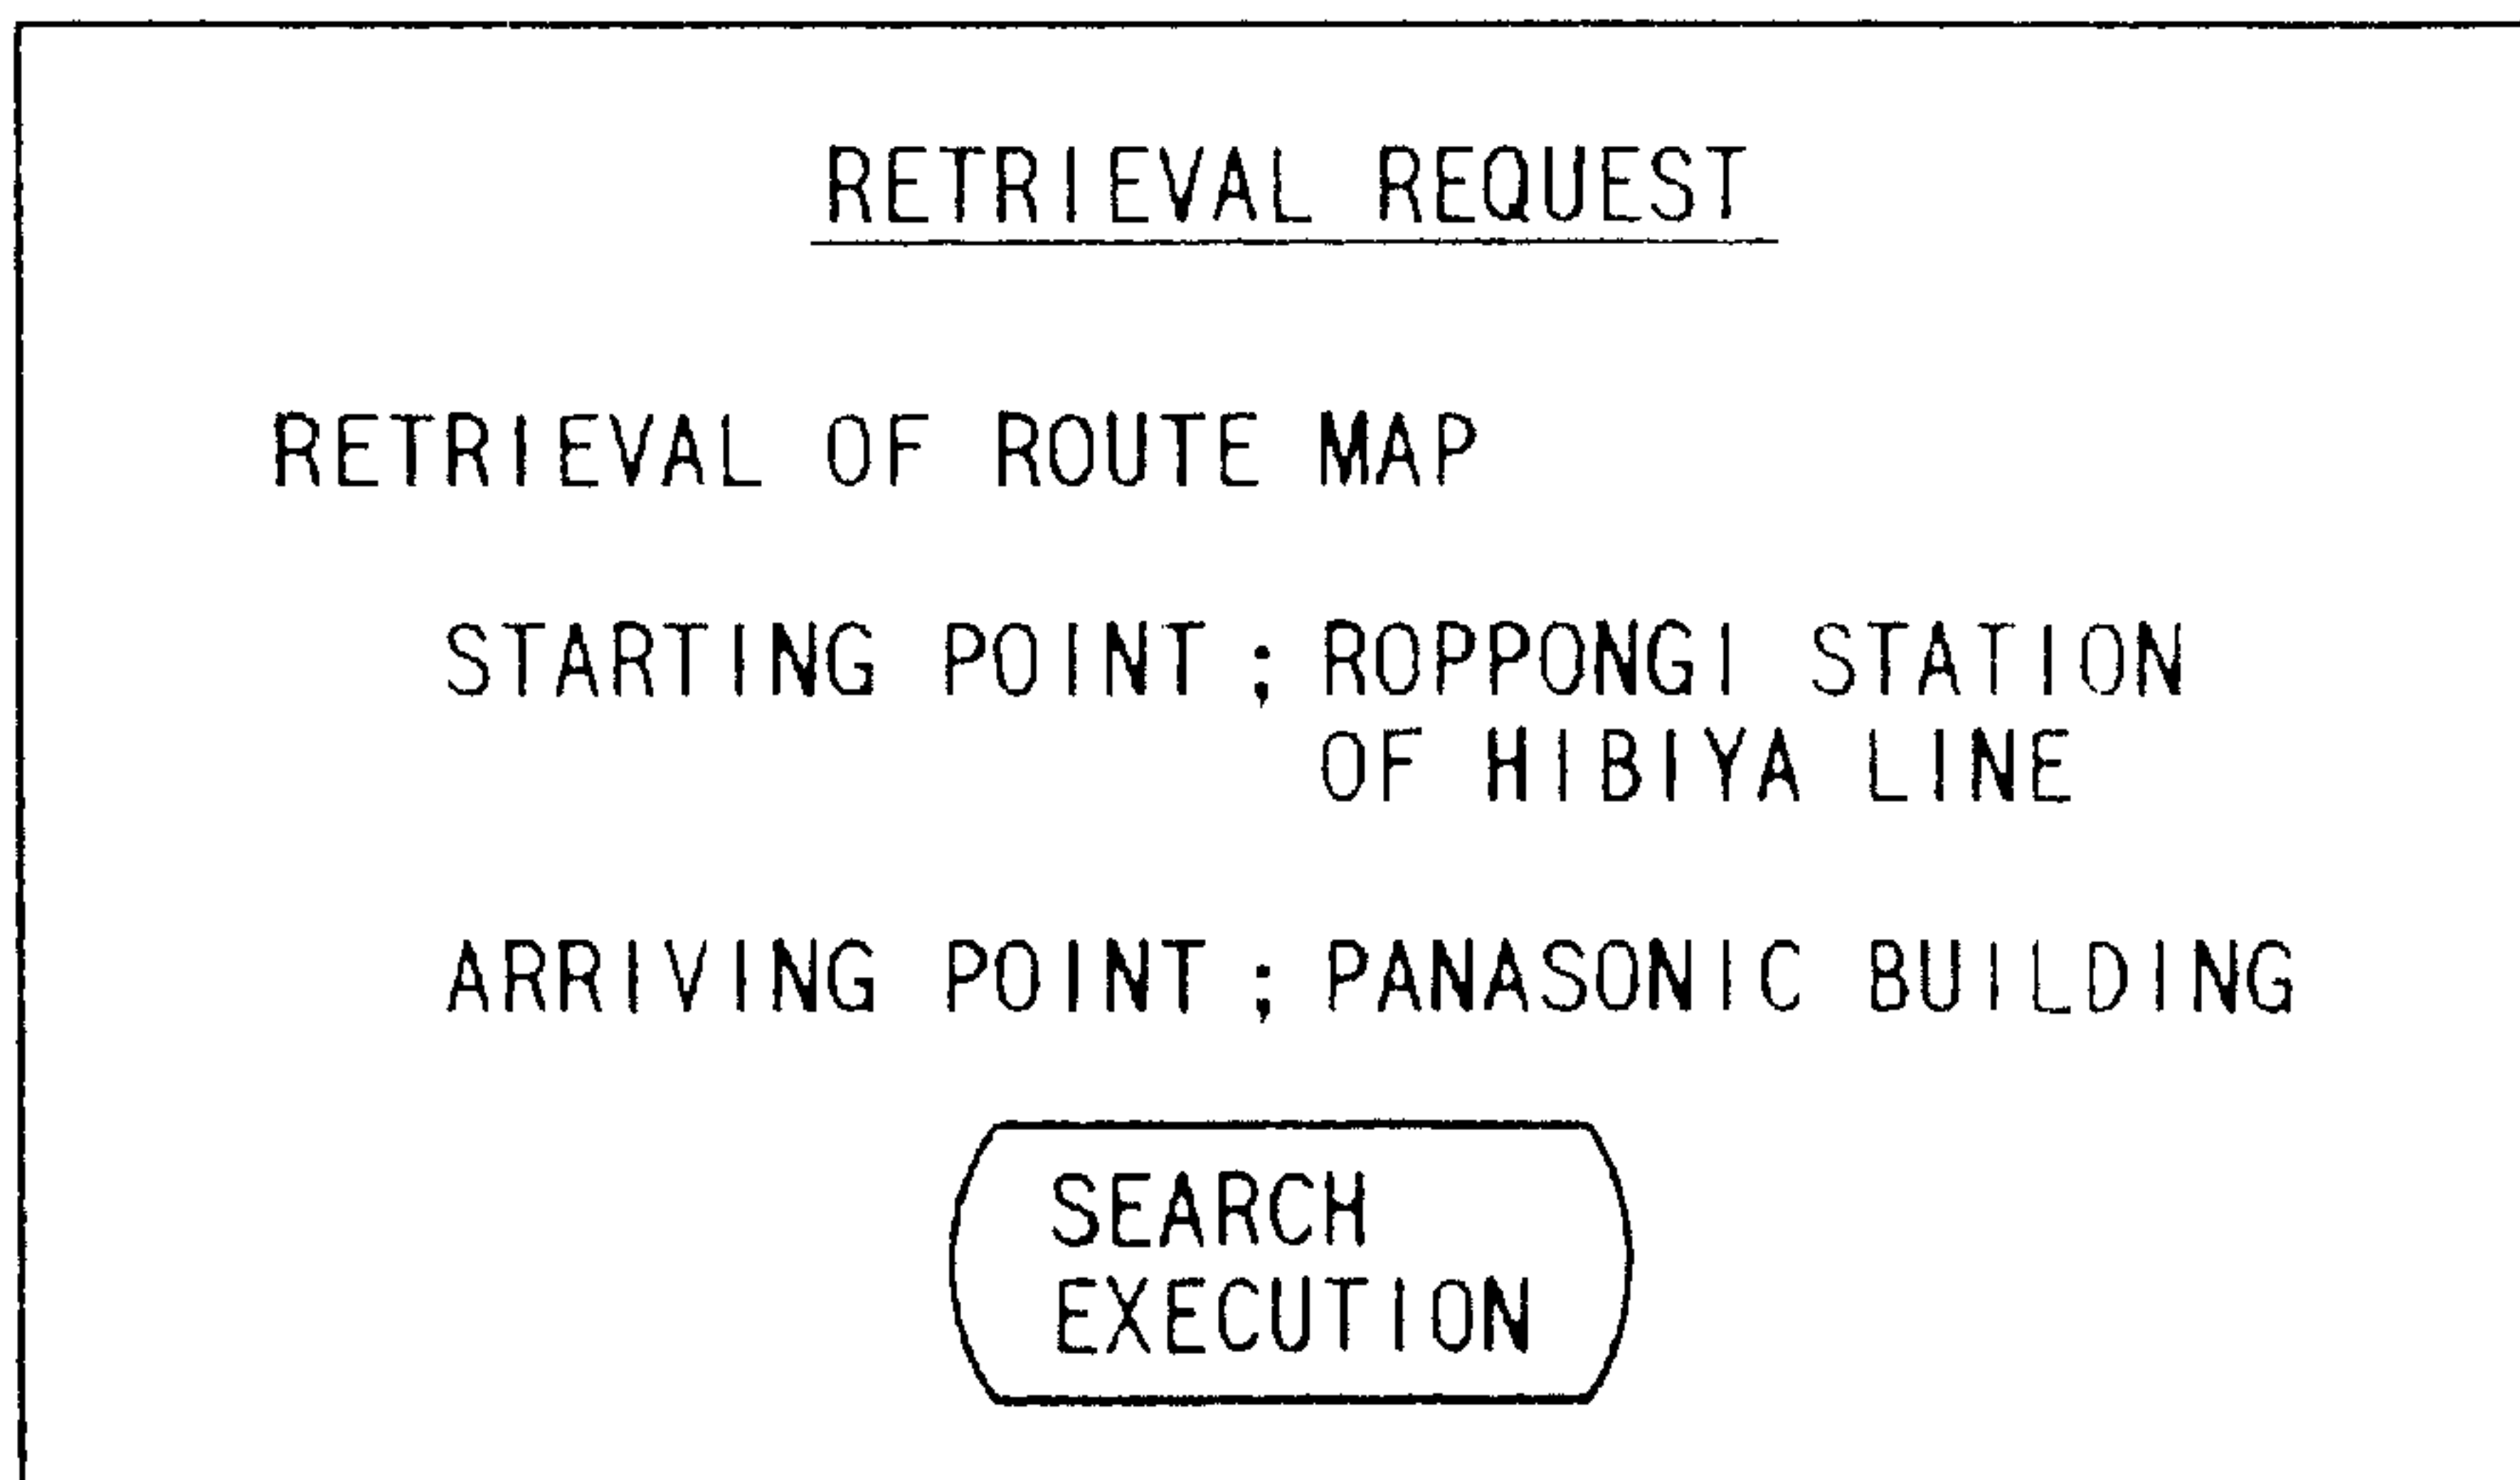 RETRIEVAL REQUEST
RETRIEVAL OF ROUTE MAP
STARTING POINT ; ROPPONGI STATION
OF HIBIYA LINE
ARRIVING POINT ; PANASONIC BUILDING
SEARCH
EXECUTION